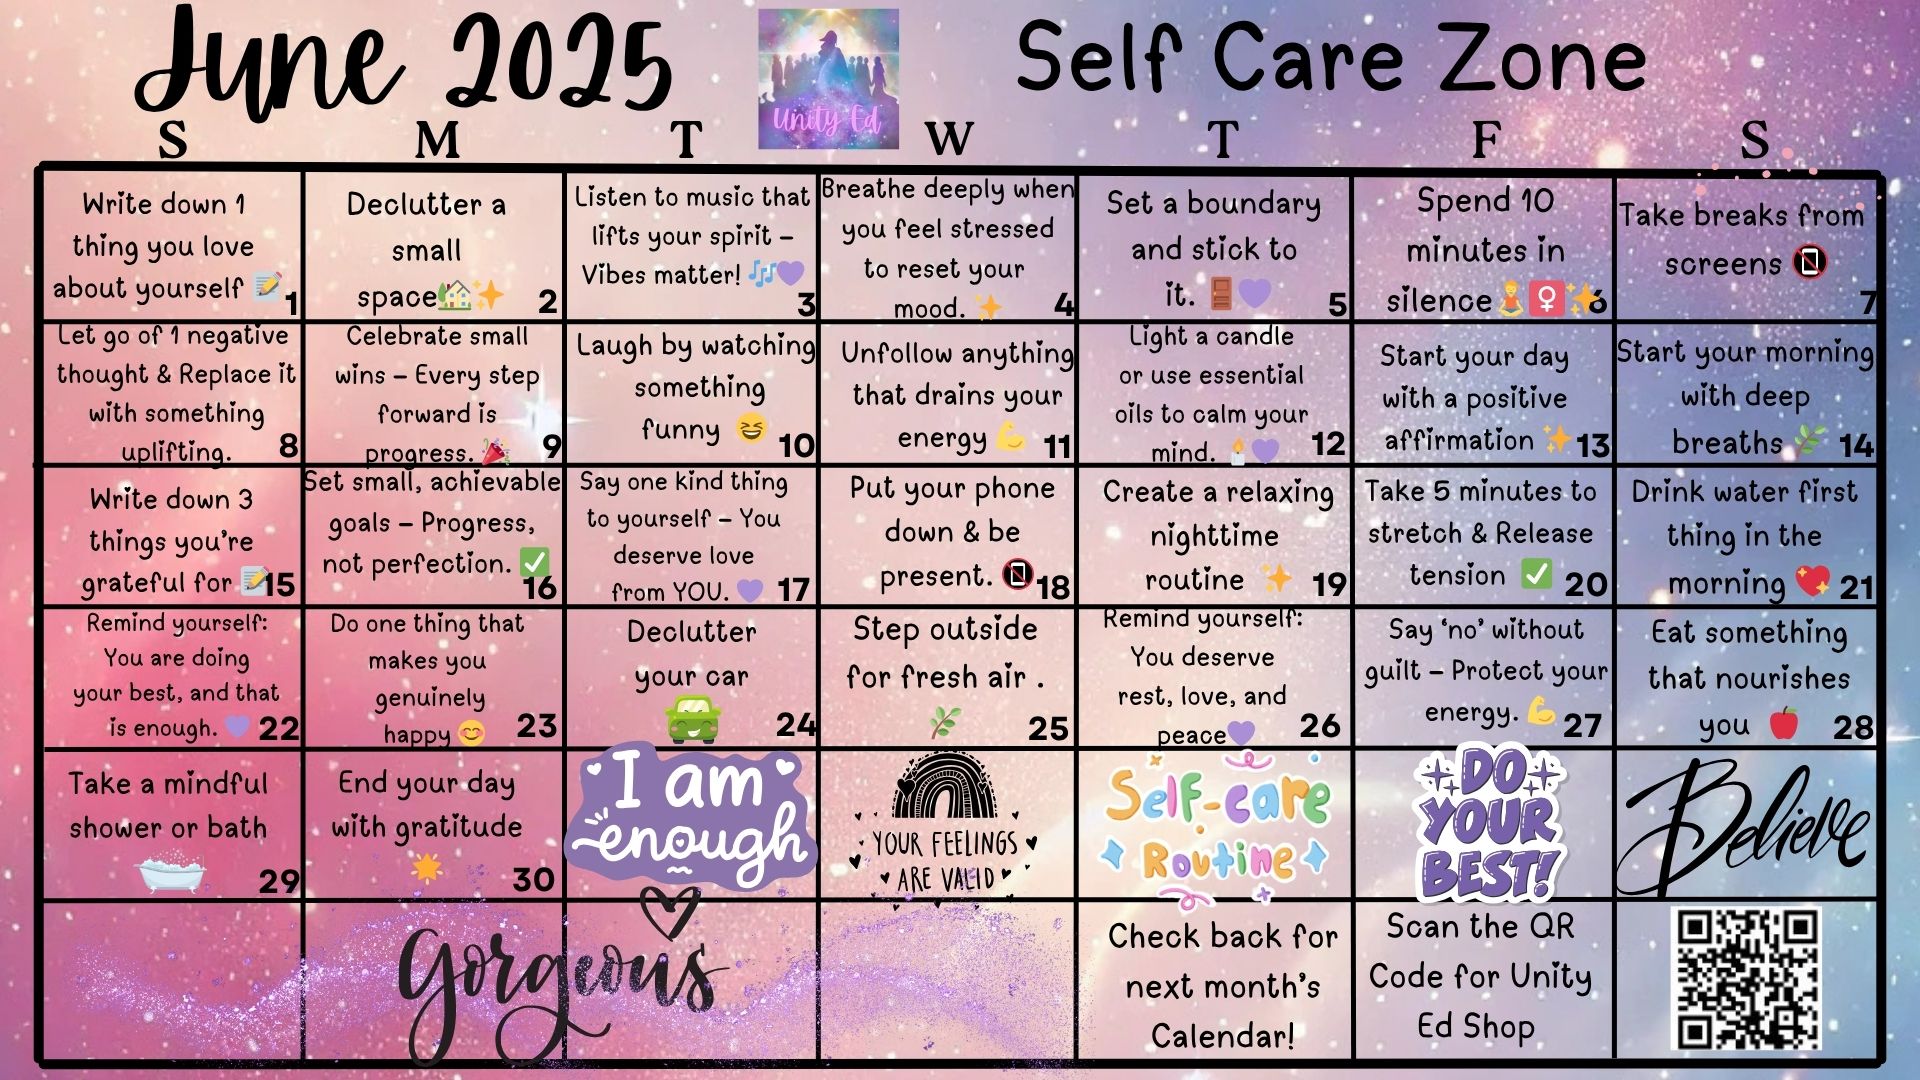 June 2025
Unity Ed
Self Care Zone
S M T W T F S
Write down 1
thing you love
about yourself
1
Declutter a
small
space
2
Listen to music that
lifts your spirit –
Vibes matter!
3
Breathe deeply when
you feel stressed
to reset your
mood.
4
Set a boundary
and stick to
it.
5
Spend 10
minutes in
silence
6
Take breaks from
screens
7
Let go of 1 negative
thought & Replace it
with something
uplifting.
8
Celebrate small
wins – Every step
forward is
progress.
9
Laugh by watching
something
funny
10
Unfollow anything
that drains your
energy
11
Light a candle
or use essential
oils to calm your
mind.
12
Start your day
with a positive
affirmation
13
Start your morning
with deep
breaths
14
Write down 3
things you're
grateful for
15
Set small, achievable
goals – Progress,
not perfection.
16
Say one kind thing
to yourself – You
deserve love
from YOU.
17
Put your phone
down & be
present.
18
Create a relaxing
nighttime
routine
19
Take 5 minutes to
stretch & Release
tension
20
Drink water first
thing in the
morning
21
Remind yourself:
You are doing
your best, and that
is enough.
22
Do one thing that
makes you
genuinely
happy
23
Declutter
your car
24
Step outside
for fresh air .
25
Remind yourself:
You deserve
rest, love, and
peace
26
Say ‘no’ without
guilt – Protect your
energy.
27
Eat something
that nourishes
you
28
Take a mindful
shower or bath
29
End your day
with gratitude
30
I am
enough
YOUR FEELINGS
ARE VALID
Self-care
Routine
DO
YOUR
BEST!
Believe
Gorgeous
Check back for
next month's
Calendar!
Scan the QR
Code for Unity
Ed Shop